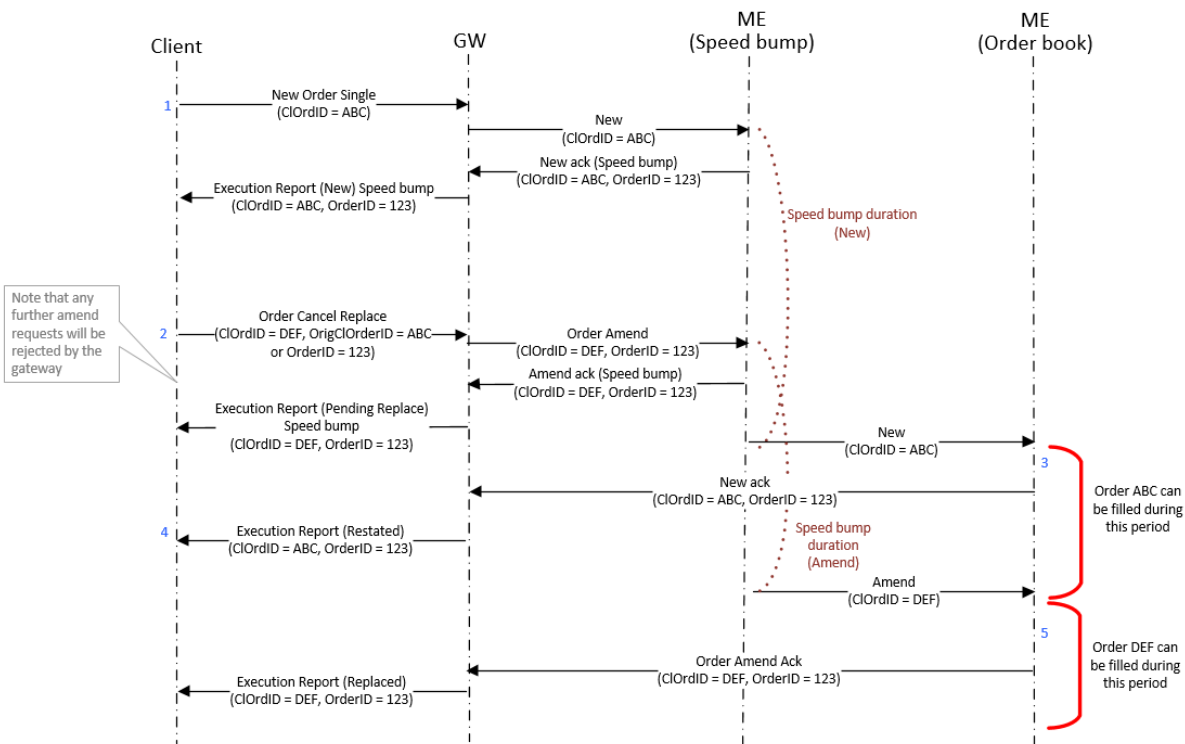 Client
GW
ME
(Speed bump)
ME
(Order book)
1
New Order Single
(ClOrdID = ABC)
New
(ClOrdID = ABC)
New ack (Speed bump)
(ClOrdID = ABC, OrderID = 123)
Execution Report (New) Speed bump
(ClOrdID = ABC, OrderID = 123)
Speed bump duration
(New)
Note that any
further amend
requests will be
rejected by the
gateway
2
Order Cancel Replace
(ClOrdID = DEF, OrigClOrderID = ABC
or OrderID = 123)
Order Amend
(ClOrdID = DEF, OrderID = 123)
Amend ack (Speed bump)
(ClOrdID = DEF, OrderID = 123)
Execution Report (Pending Replace)
Speed bump
(ClOrdID = DEF, OrderID = 123)
New
(ClOrdID = ABC)
3
New ack
(ClOrdID = ABC, OrderID = 123)
Order ABC can
be filled during
this period
4
Execution Report (Restated)
(ClOrdID = ABC, OrderID = 123)
Speed bump
duration
(Amend)
Amend
(ClOrdID = DEF)
5
Order Amend Ack
(ClOrdID = DEF, OrderID = 123)
Order DEF can
be filled during
this period
Execution Report (Replaced)
(ClOrdID = DEF, OrderID = 123)